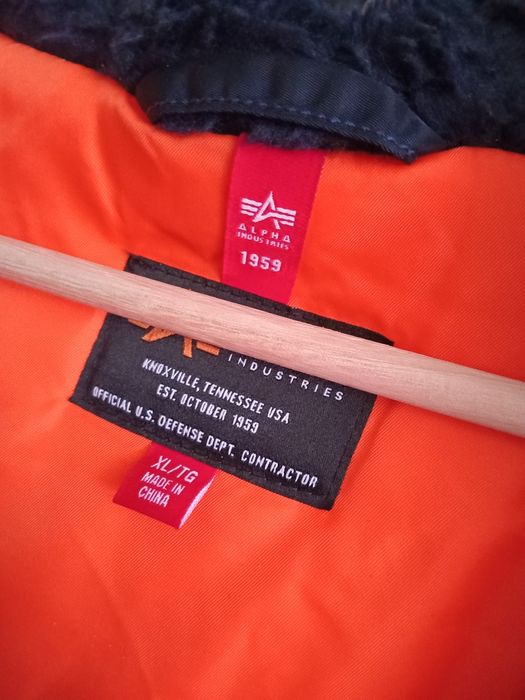 ALPHA
INDUSTRIES
1959
INDUSTRIES
KNOXVILLE, TENNESSEE USA
EST. OCTOBER 1959
OFFICIAL U.S. DEFENSE DEPT. CONTRACTOR
XL/TG
MADE IN
CHINA